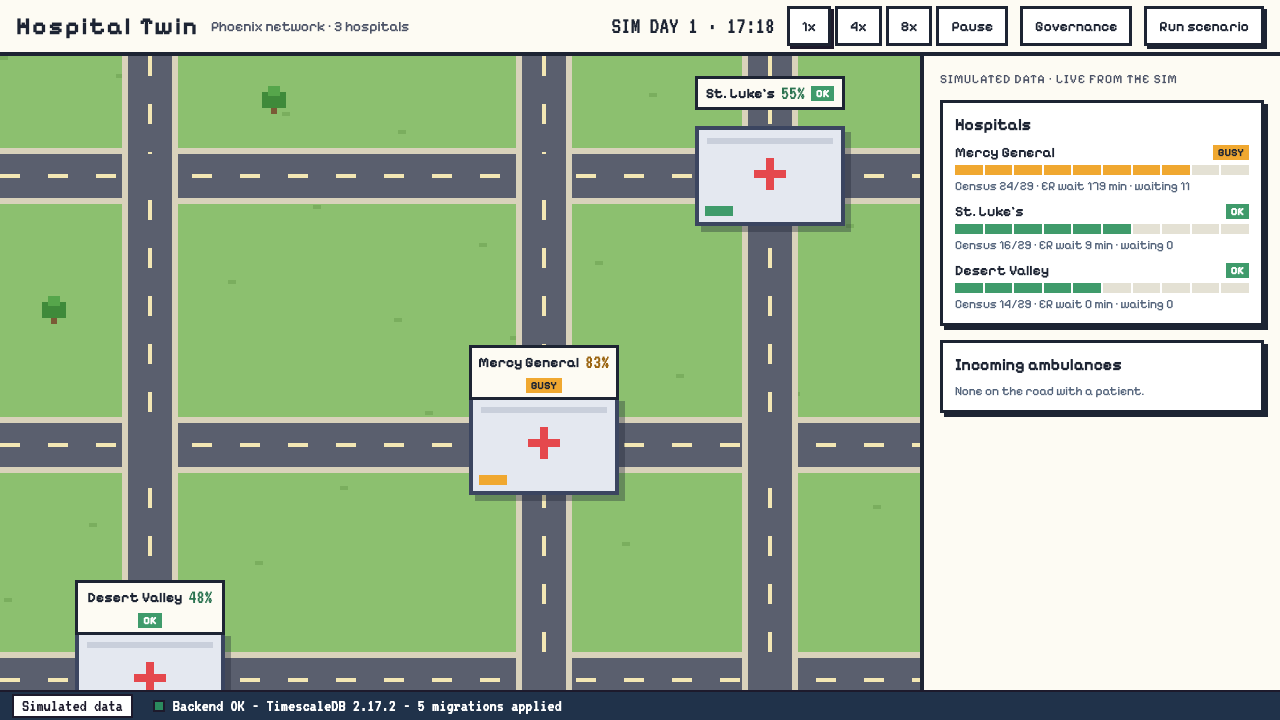 Hospital Twin
Phoenix network · 3 hospitals
SIM DAY 1 · 17:18
1x
4x
8x
Pause
Governance
Run scenario
St. Luke's 55% OK
Mercy General 83%
BUSY
Desert Valley 48%
OK
SIMULATED DATA · LIVE FROM THE SIM
Hospitals
Mercy General BUSY
Census 24/29 · ER wait 179 min · waiting 11
St. Luke's OK
Census 16/29 · ER wait 9 min · waiting 0
Desert Valley OK
Census 14/29 · ER wait 0 min · waiting 0
Incoming ambulances
None on the road with a patient.
Simulated data
Backend OK - TimescaleDB 2.17.2 - 5 migrations applied